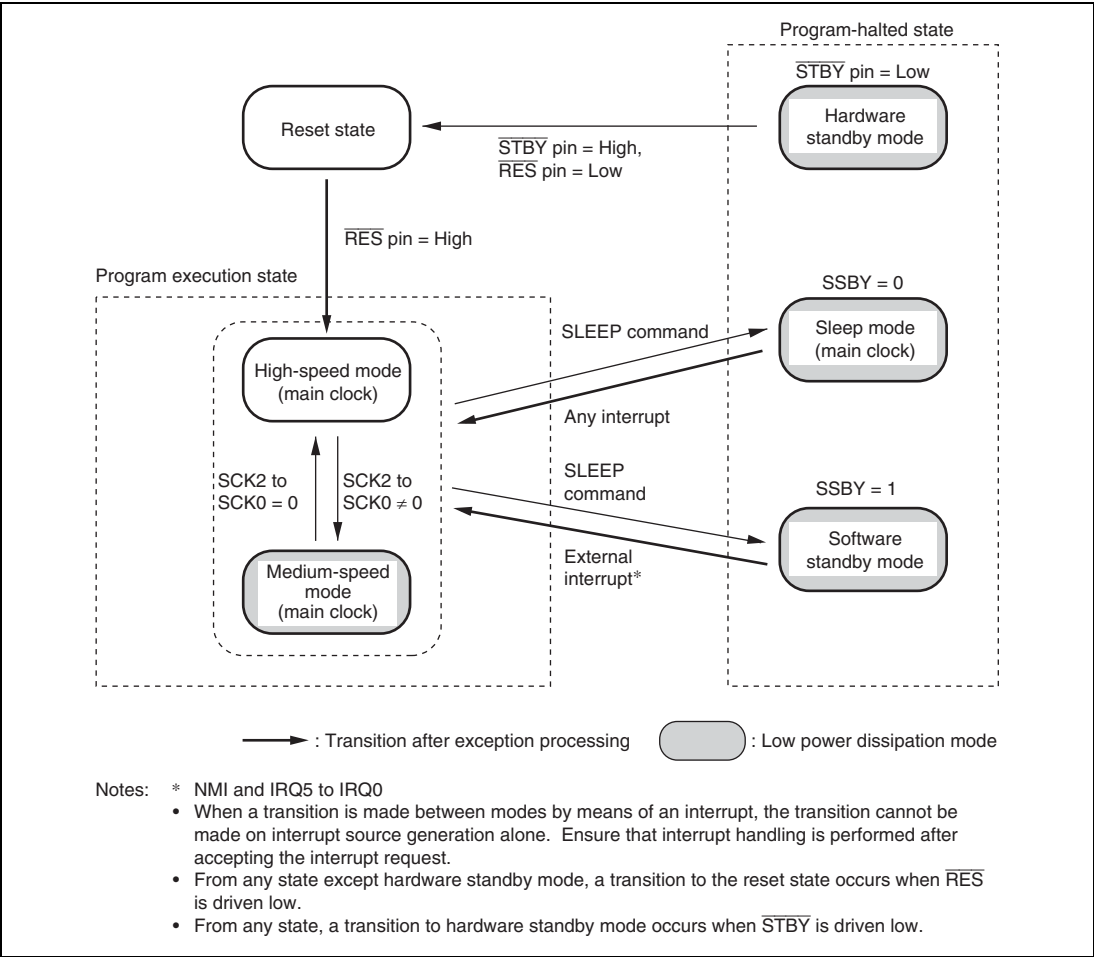 Program-halted state
S̅T̅B̅Y̅ pin = Low
Hardware
standby mode
Reset state
S̅T̅B̅Y̅ pin = High,
R̅E̅S̅ pin = Low
R̅E̅S̅ pin = High
Program execution state
SSBY = 0
Sleep mode
(main clock)
SLEEP command
High-speed mode
(main clock)
Any interrupt
SCK2 to
SCK0 = 0
SCK2 to
SCK0 ≠ 0
SLEEP
command
SSBY = 1
Software
standby mode
External
interrupt*
Medium-speed
mode
(main clock)
: Transition after exception processing
: Low power dissipation mode
Notes: * NMI and IRQ5 to IRQ0
• When a transition is made between modes by means of an interrupt, the transition cannot be
made on interrupt source generation alone. Ensure that interrupt handling is performed after
accepting the interrupt request.
• From any state except hardware standby mode, a transition to the reset state occurs when R̅E̅S̅
is driven low.
• From any state, a transition to hardware standby mode occurs when S̅T̅B̅Y̅ is driven low.